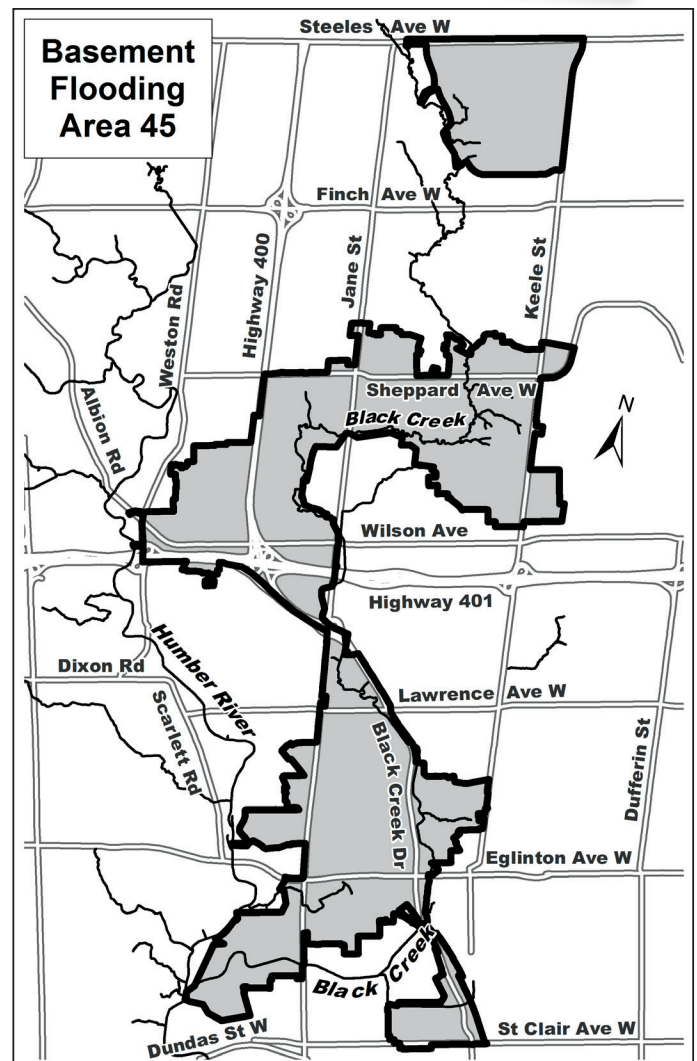 Basement
Flooding
Area 45
Steeles Ave W
Finch Ave W
Highway 400
Jane St
Keele St
Weston Rd
Albion Rd
Sheppard Ave W
Black Creek
N
Wilson Ave
Highway 401
Humber River
Dixon Rd
Scarlett Rd
Lawrence Ave W
Black Creek Dr
Dufferin St
Eglinton Ave W
Black Creek
Dundas St W
St Clair Ave W